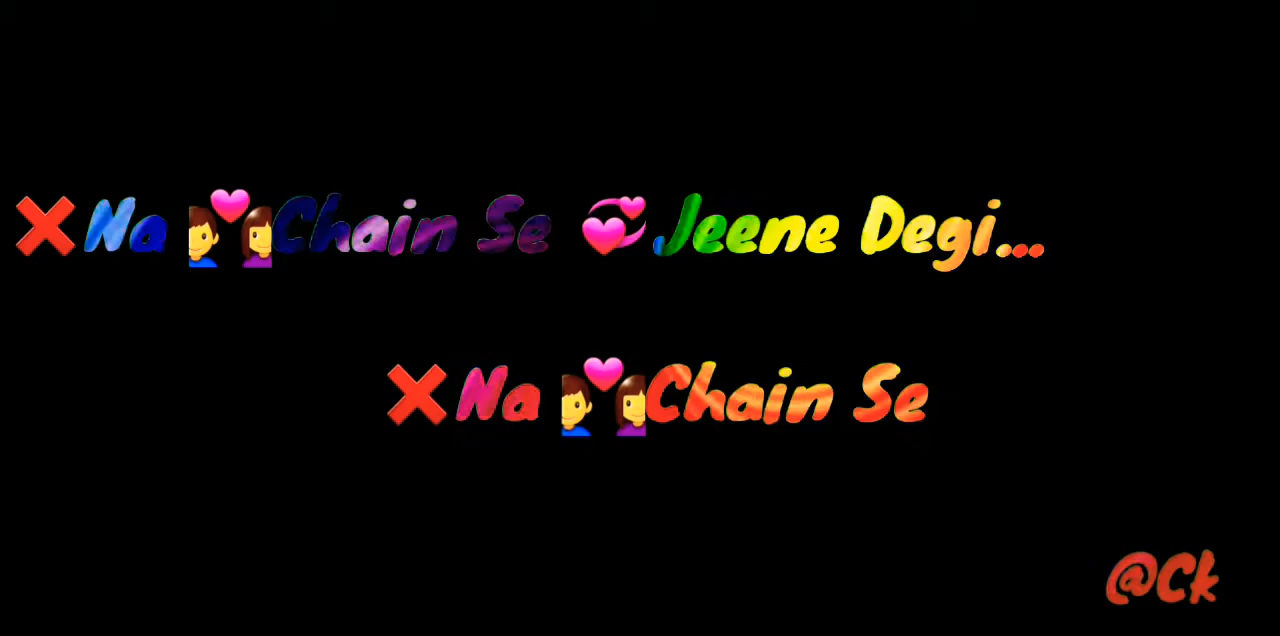 ❌Na 💑Chain Se 💞Jeene Degi...
❌Na 💑Chain Se
@Ck